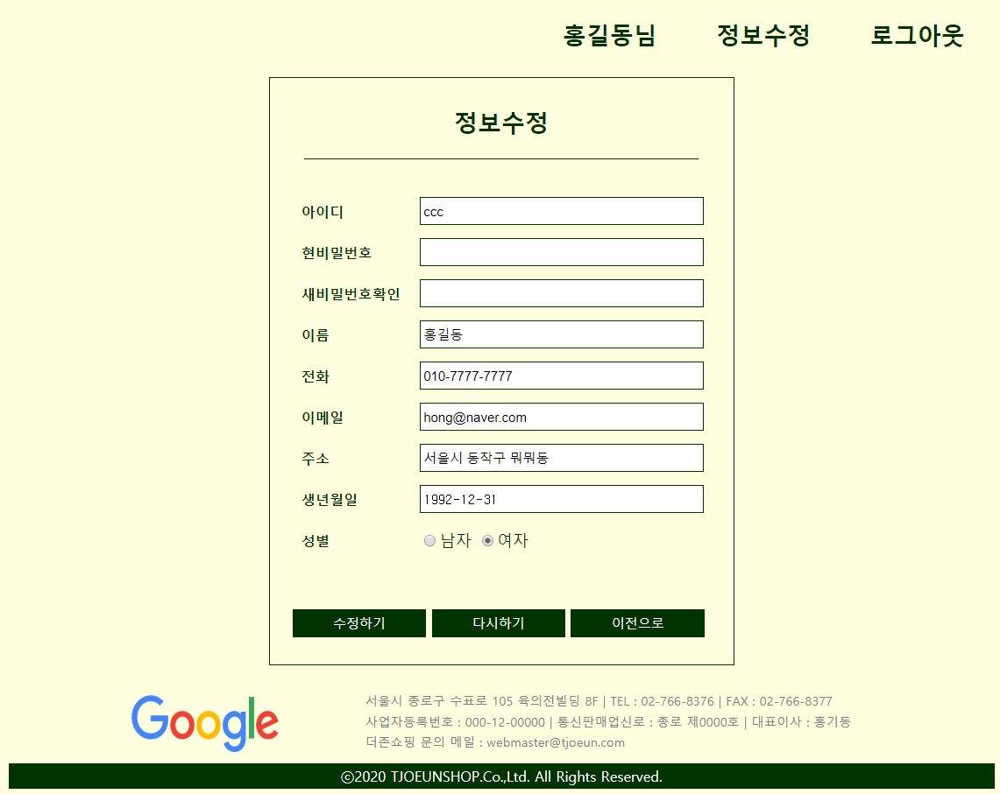 홍길동님 정보수정 로그아웃
정보수정
아이디 ccc
현비밀번호
새비밀번호확인
이름 홍길동
전화 010-7777-7777
이메일 hong@naver.com
주소 서울시 동작구 뭐뭐동
생년월일 1992-12-31
성별 남자 여자
수정하기 다시하기 이전으로
Google
서울시 종로구 수표로 105 육의전빌딩 8F | TEL : 02-766-8376 | FAX : 02-766-8377
사업자등록번호 : 000-12-00000 | 통신판매업신로 : 종로 제0000호 | 대표이사 : 홍기동
더존쇼핑 문의 메일 : webmaster@tjoeun.com
ⓒ2020 TJOEUNSHOP.Co.,Ltd. All Rights Reserved.